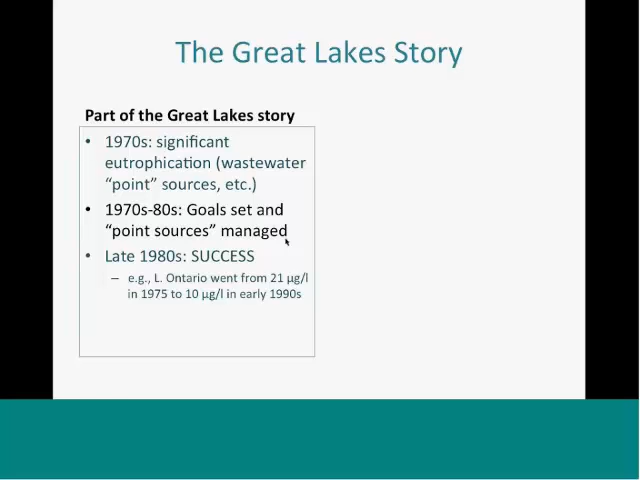 The Great Lakes Story
Part of the Great Lakes story
• 1970s: significant
eutrophication (wastewater
“point” sources, etc.)
• 1970s-80s: Goals set and
“point sources” managed
• Late 1980s: SUCCESS
– e.g., L. Ontario went from 21 µg/l
in 1975 to 10 µg/l in early 1990s